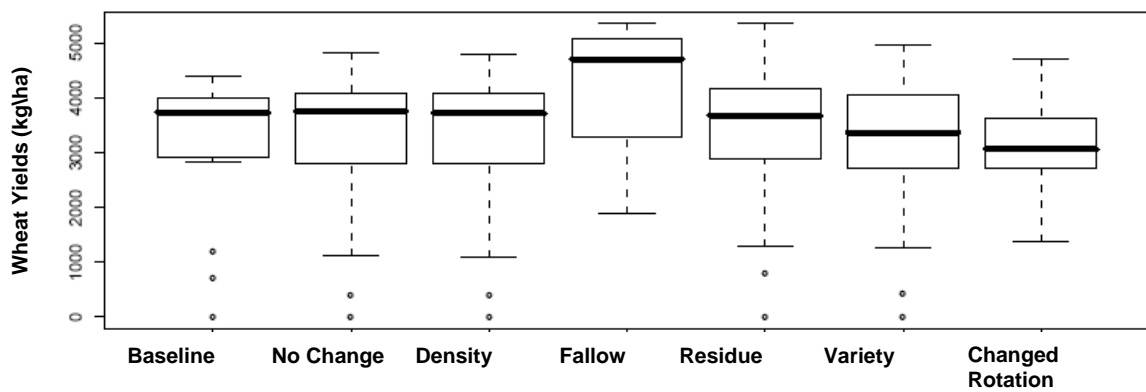 Wheat Yields (kg\ha)
5000
4000
3000
2000
1000
0
Baseline No Change Density Fallow Residue Variety Changed
Rotation